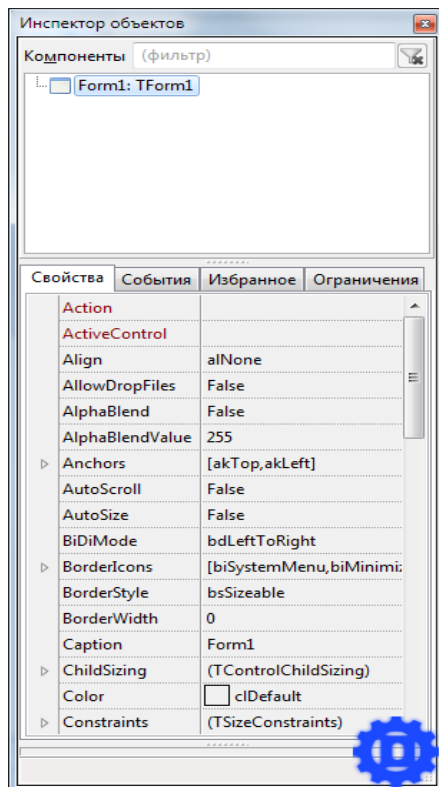 Инспектор объектов
Компоненты (фильтр)
Form1: TForm1
Свойства События Избранное Ограничения
Action
ActiveControl
Align alNone
AllowDropFiles False
AlphaBlend False
AlphaBlendValue 255
Anchors [akTop,akLeft]
AutoScroll False
AutoSize False
BiDiMode bdLeftToRight
BorderIcons [biSystemMenu,biMinimiz
BorderStyle bsSizeable
BorderWidth 0
Caption Form1
ChildSizing (TControlChildSizing)
Color clDefault
Constraints (TSizeConstraints)